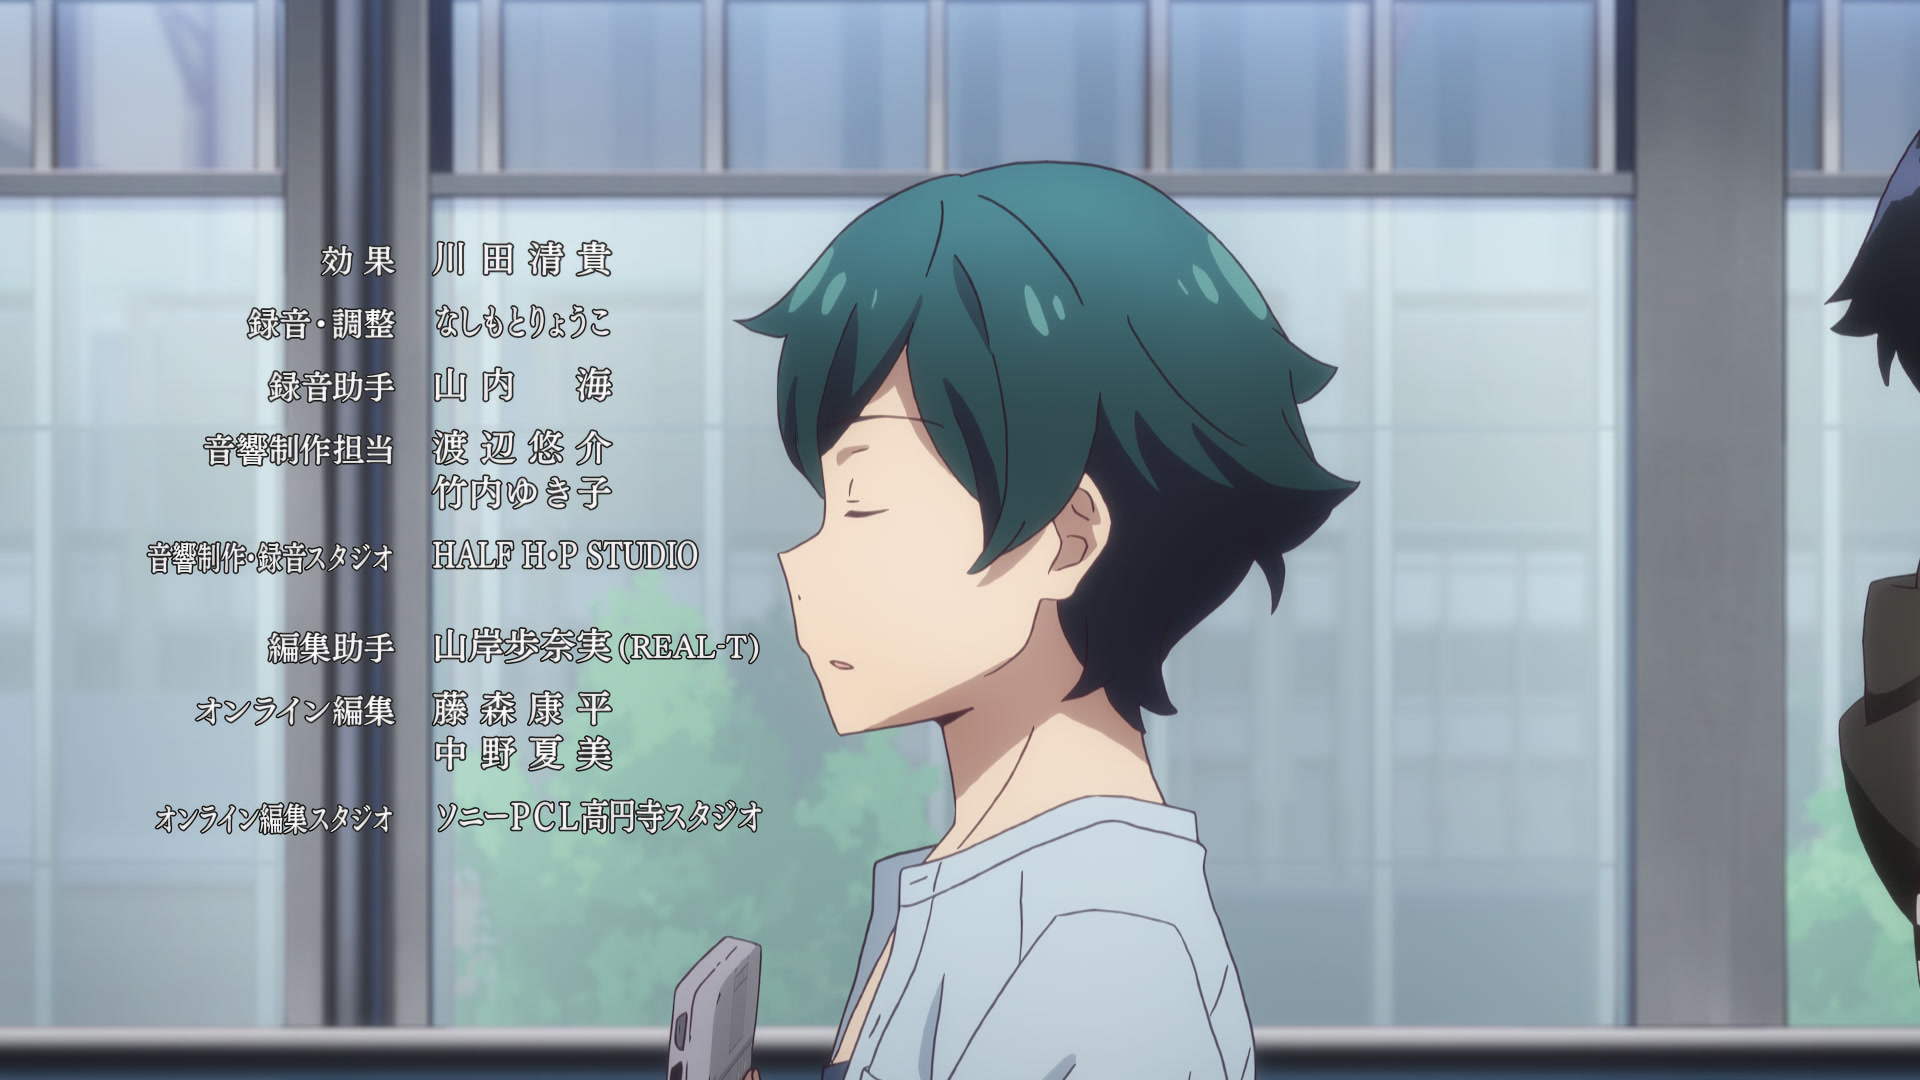 効果 川田清貴
録音・調整 なしもとりょうこ
録音助手 山内 海
音響制作担当 渡辺悠介
竹内ゆき子
音響制作・録音スタジオ HALF H・P STUDIO
編集助手 山岸歩奈実(REAL-T)
オンライン編集 藤森康平
中野夏美
オンライン編集スタジオ ソニーPCL高円寺スタジオ